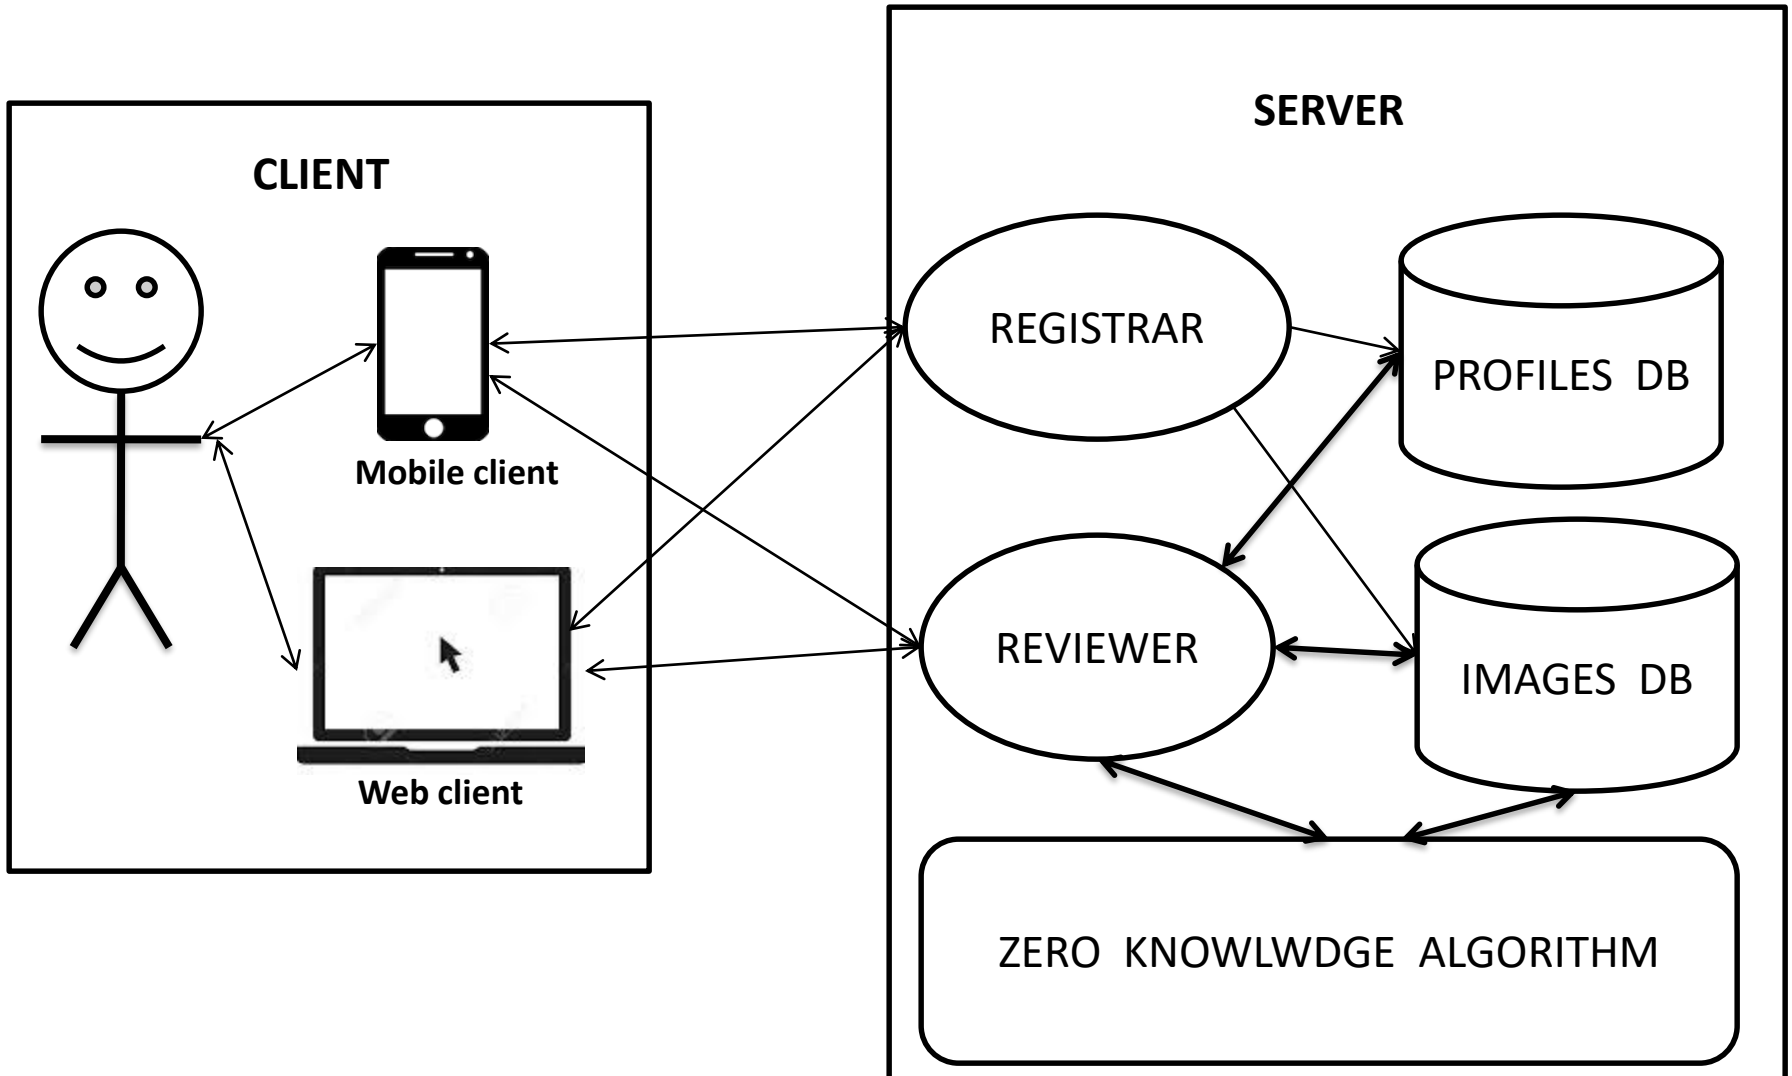 CLIENT
Mobile client
Web client
SERVER
REGISTRAR
PROFILES DB
REVIEWER
IMAGES DB
ZERO KNOWLWDGE ALGORITHM